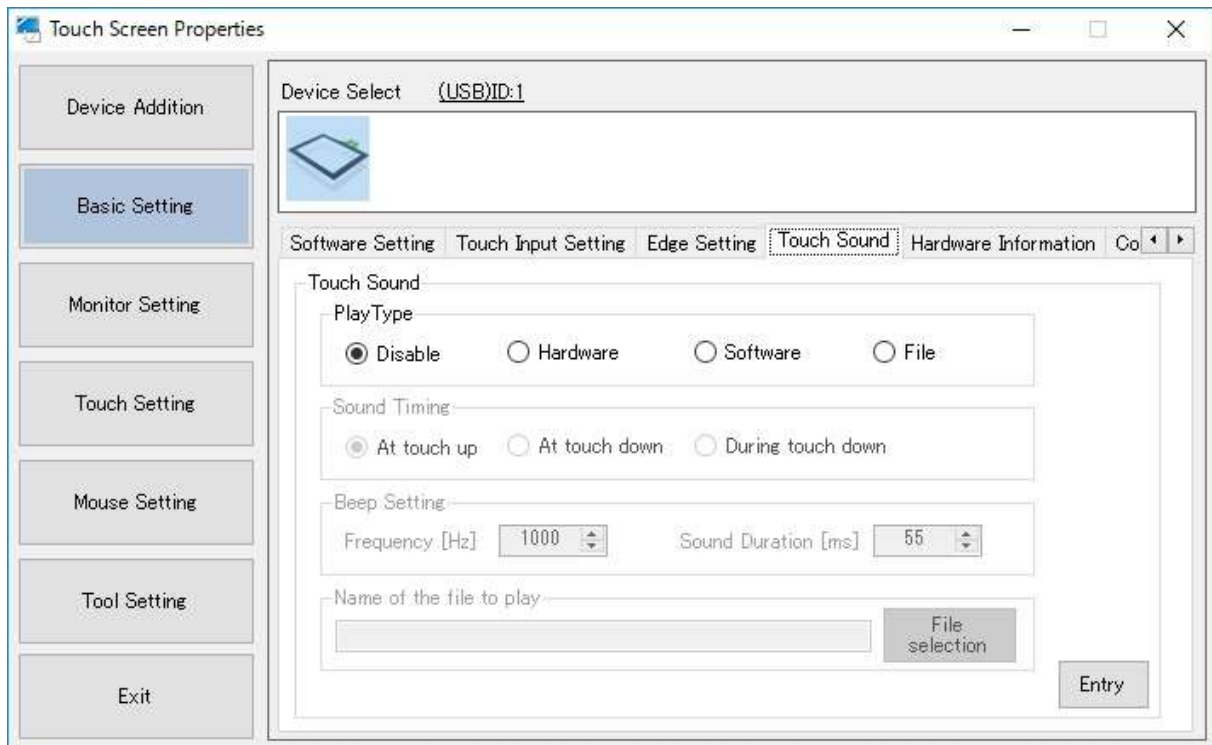 Touch Screen Properties
Device Addition
Basic Setting
Monitor Setting
Touch Setting
Mouse Setting
Tool Setting
Exit
Device Select (USB)ID:1
Software Setting Touch Input Setting Edge Setting Touch Sound Hardware Information Co
Touch Sound
PlayType
Disable Hardware Software File
Sound Timing
At touch up At touch down During touch down
Beep Setting
Frequency [Hz] 1000 Sound Duration [ms] 55
Name of the file to play
File
selection
Entry